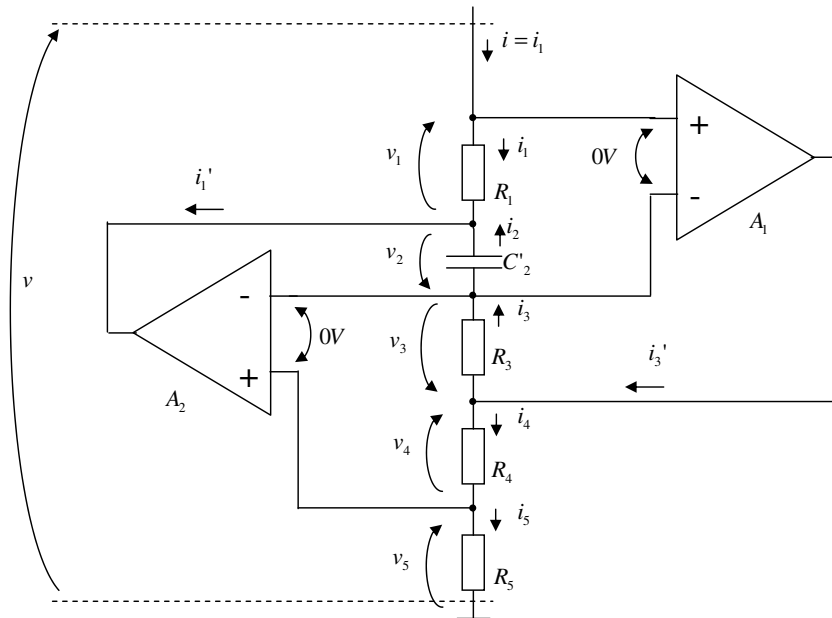 i = i₁
+
0V
-
A₁
v₁
i₁
R₁
i₁'
i₂
v₂
C'₂
v
-
0V
+
A₂
i₃
v₃
R₃
i₃'
i₄
v₄
R₄
i₅
v₅
R₅